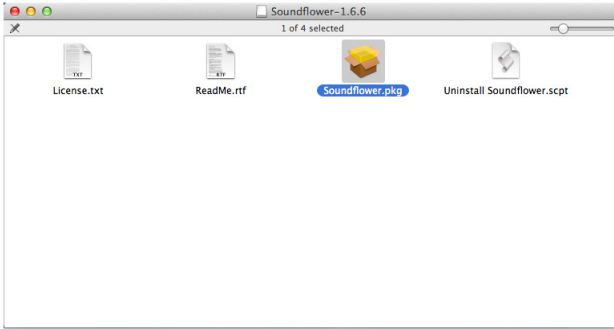 Soundflower-1.6.6
1 of 4 selected
TXT
RTF
License.txt
ReadMe.rtf
Soundflower.pkg
Uninstall Soundflower.scpt